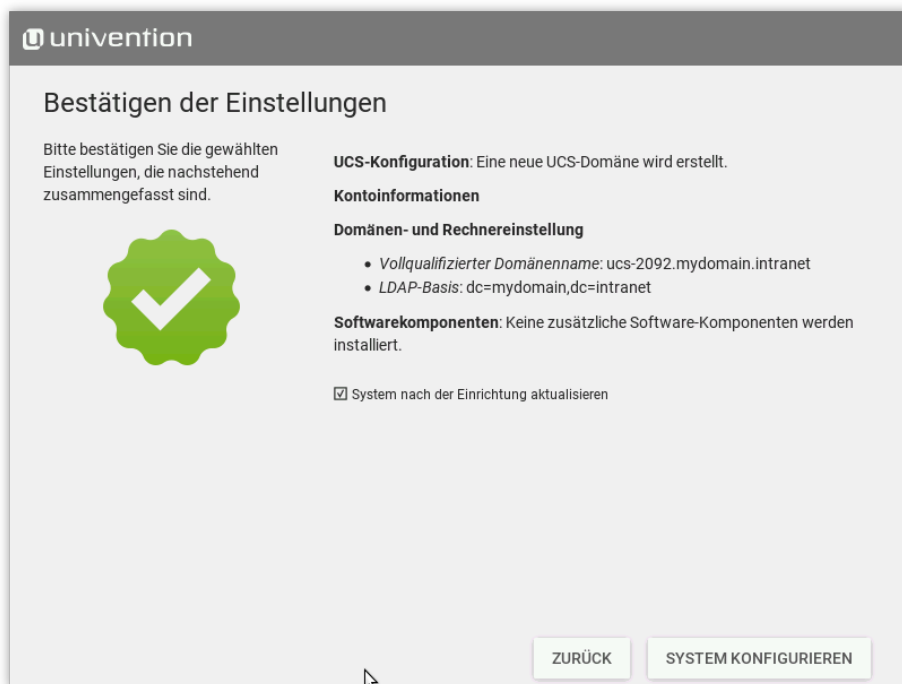 univention
Bestätigen der Einstellungen
Bitte bestätigen Sie die gewählten
Einstellungen, die nachstehend
zusammengefasst sind.
UCS-Konfiguration: Eine neue UCS-Domäne wird erstellt.
Kontoinformationen
Domänen- und Rechnereinstellung
• Vollqualifizierter Domänenname: ucs-2092.mydomain.intranet
• LDAP-Basis: dc=mydomain,dc=intranet
Softwarekomponenten: Keine zusätzliche Software-Komponenten werden
installiert.
System nach der Einrichtung aktualisieren
ZURÜCK
SYSTEM KONFIGURIEREN